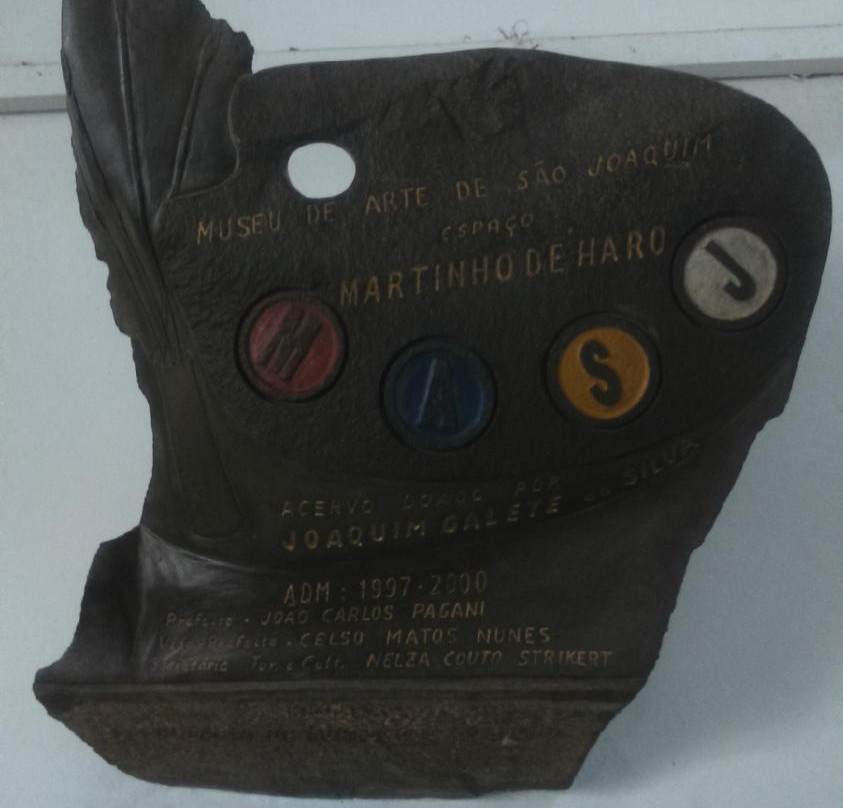 MUSEU DE ARTE DE SÃO JOAQUIM
ESPAÇO
MARTINHO DE HARO
M A S J
ACERVO DOADO POR
JOAQUIM GALETE da SILVA
ADM: 1997-2000
Prefeito - JOÃO CARLOS PAGANI
Vice-Prefeito - CELSO MATOS NUNES
Secretária Tur. e Cult. NELZA COUTO STRIKERT